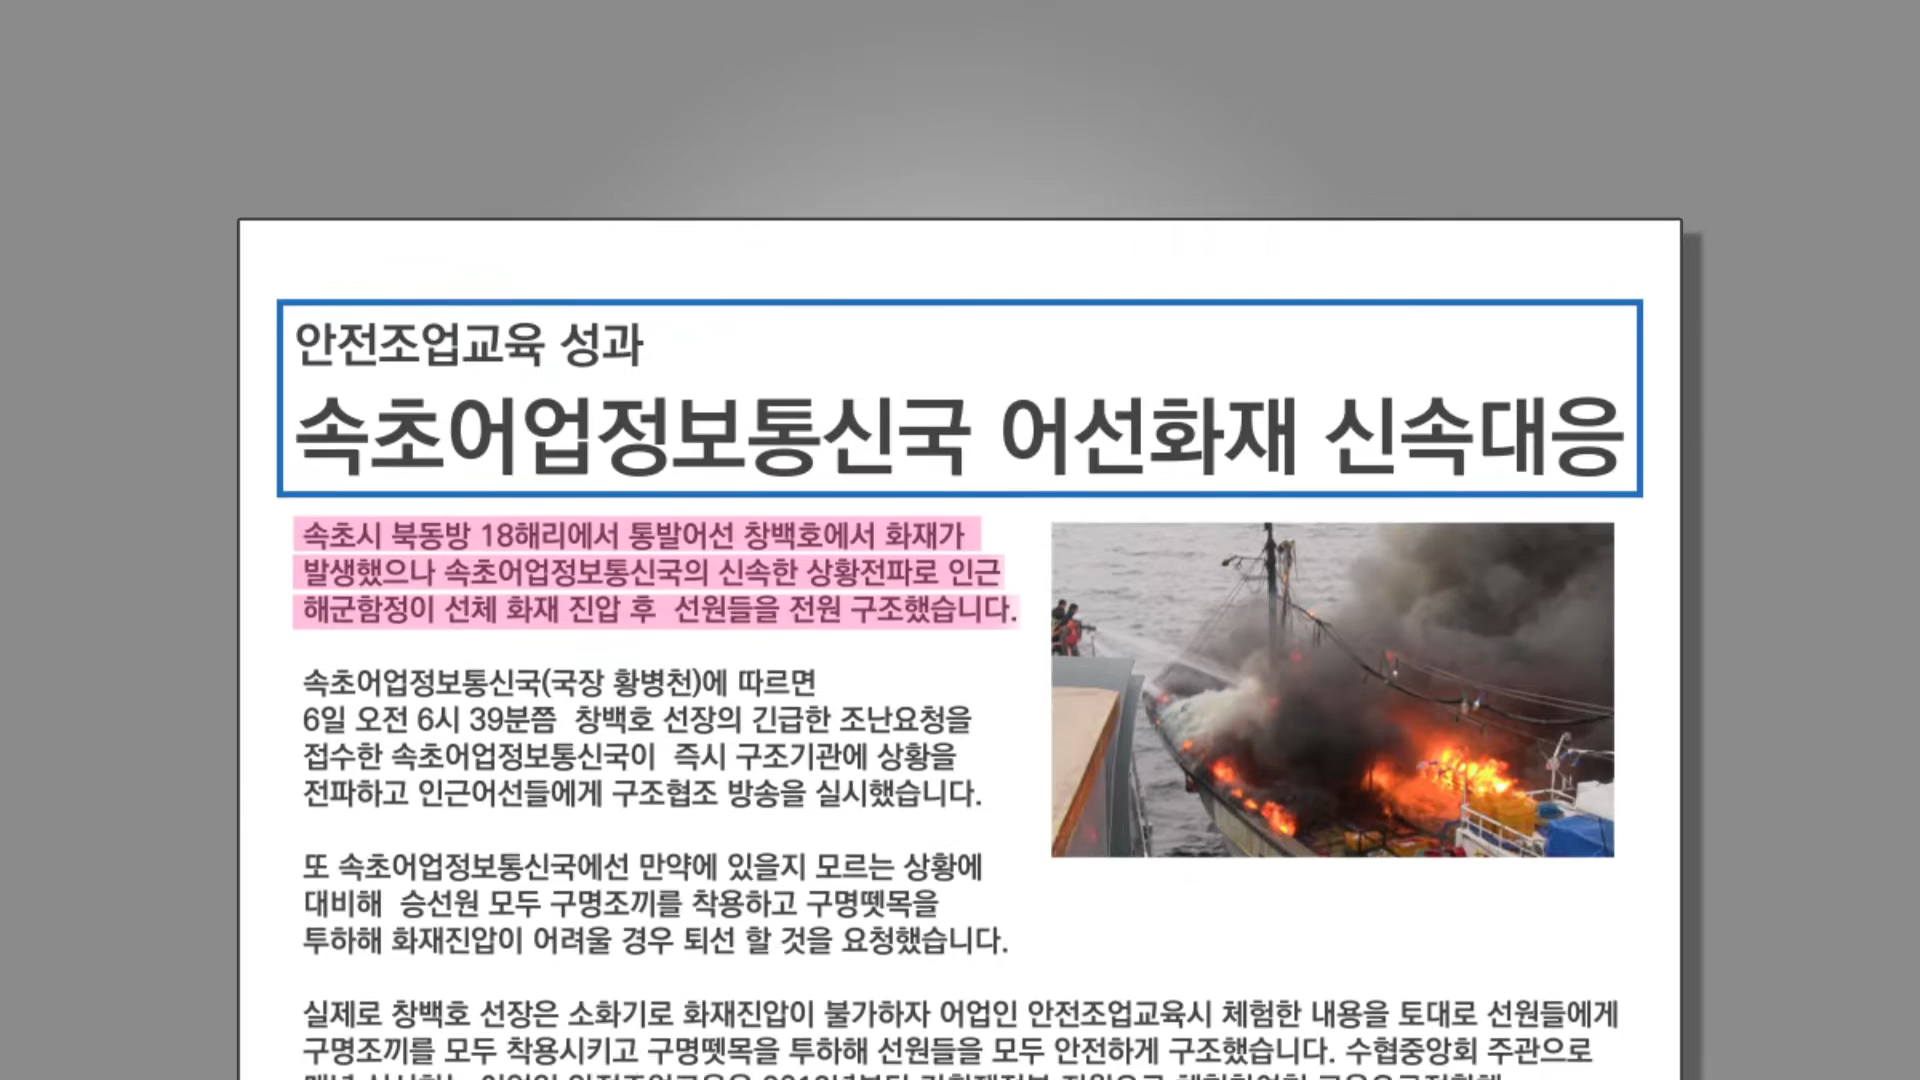 안전조업교육 성과
속초어업정보통신국 어선화재 신속대응
속초시 북동방 18해리에서 통발어선 창백호에서 화재가
발생했으나 속초어업정보통신국의 신속한 상황전파로 인근
해군함정이 선체 화재 진압 후 선원들을 전원 구조했습니다.
속초어업정보통신국(국장 황병천)에 따르면
6일 오전 6시 39분쯤 창백호 선장의 긴급한 조난요청을
접수한 속초어업정보통신국이 즉시 구조기관에 상황을
전파하고 인근어선들에게 구조협조 방송을 실시했습니다.
또 속초어업정보통신국에선 만약에 있을지 모르는 상황에
대비해 승선원 모두 구명조끼를 착용하고 구명뗏목을
투하해 화재진압이 어려울 경우 퇴선 할 것을 요청했습니다.
실제로 창백호 선장은 소화기로 화재진압이 불가하자 어업인 안전조업교육시 체험한 내용을 토대로 선원들에게
구명조끼를 모두 착용시키고 구명뗏목을 투하해 선원들을 모두 안전하게 구조했습니다. 수협중앙회 주관으로